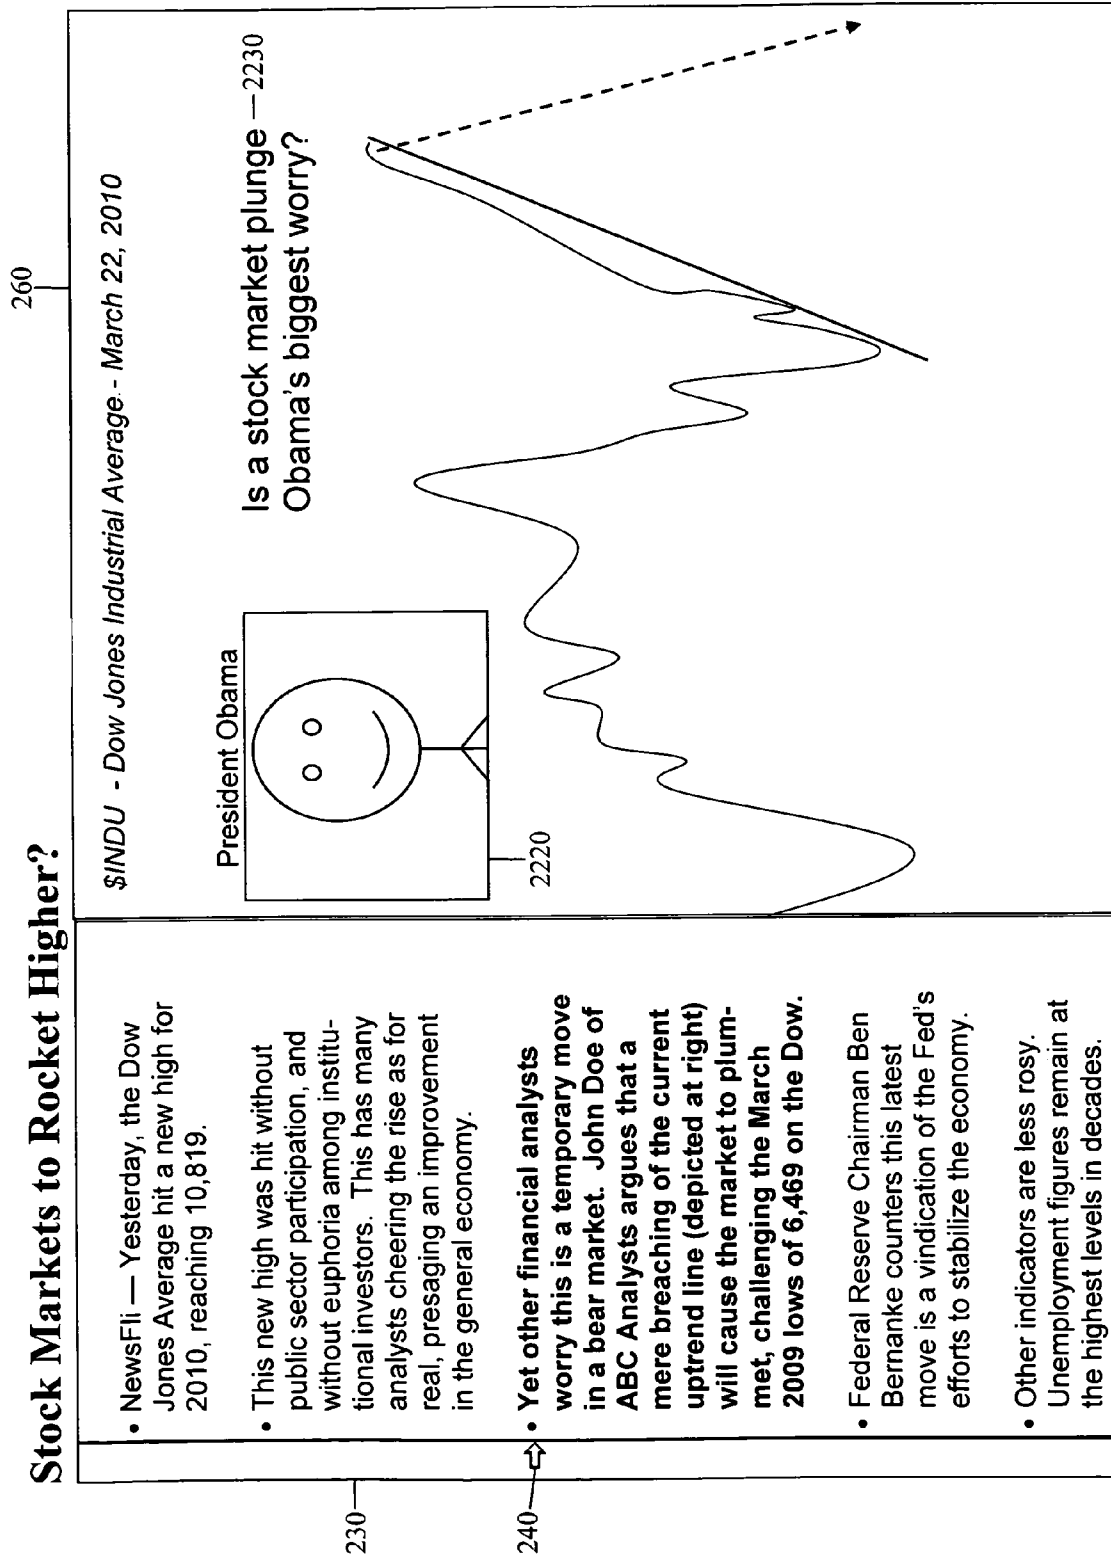 Stock Markets to Rocket Higher?
230
240
• NewsFli — Yesterday, the Dow
Jones Average hit a new high for
2010, reaching 10,819.
• This new high was hit without
public sector participation, and
without euphoria among institu-
tional investors. This has many
analysts cheering the rise as for
real, presaging an improvement
in the general economy.
• Yet other financial analysts
worry this is a temporary move
in a bear market. John Doe of
ABC Analysts argues that a
mere breaching of the current
uptrend line (depicted at right)
will cause the market to plum-
met, challenging the March
2009 lows of 6,469 on the Dow.
• Federal Reserve Chairman Ben
Bernanke counters this latest
move is a vindication of the Fed's
efforts to stabilize the economy.
• Other indicators are less rosy.
Unemployment figures remain at
the highest levels in decades.
260
$INDU - Dow Jones Industrial Average - March 22, 2010
President Obama
2220
Is a stock market plunge
Obama's biggest worry?
2230